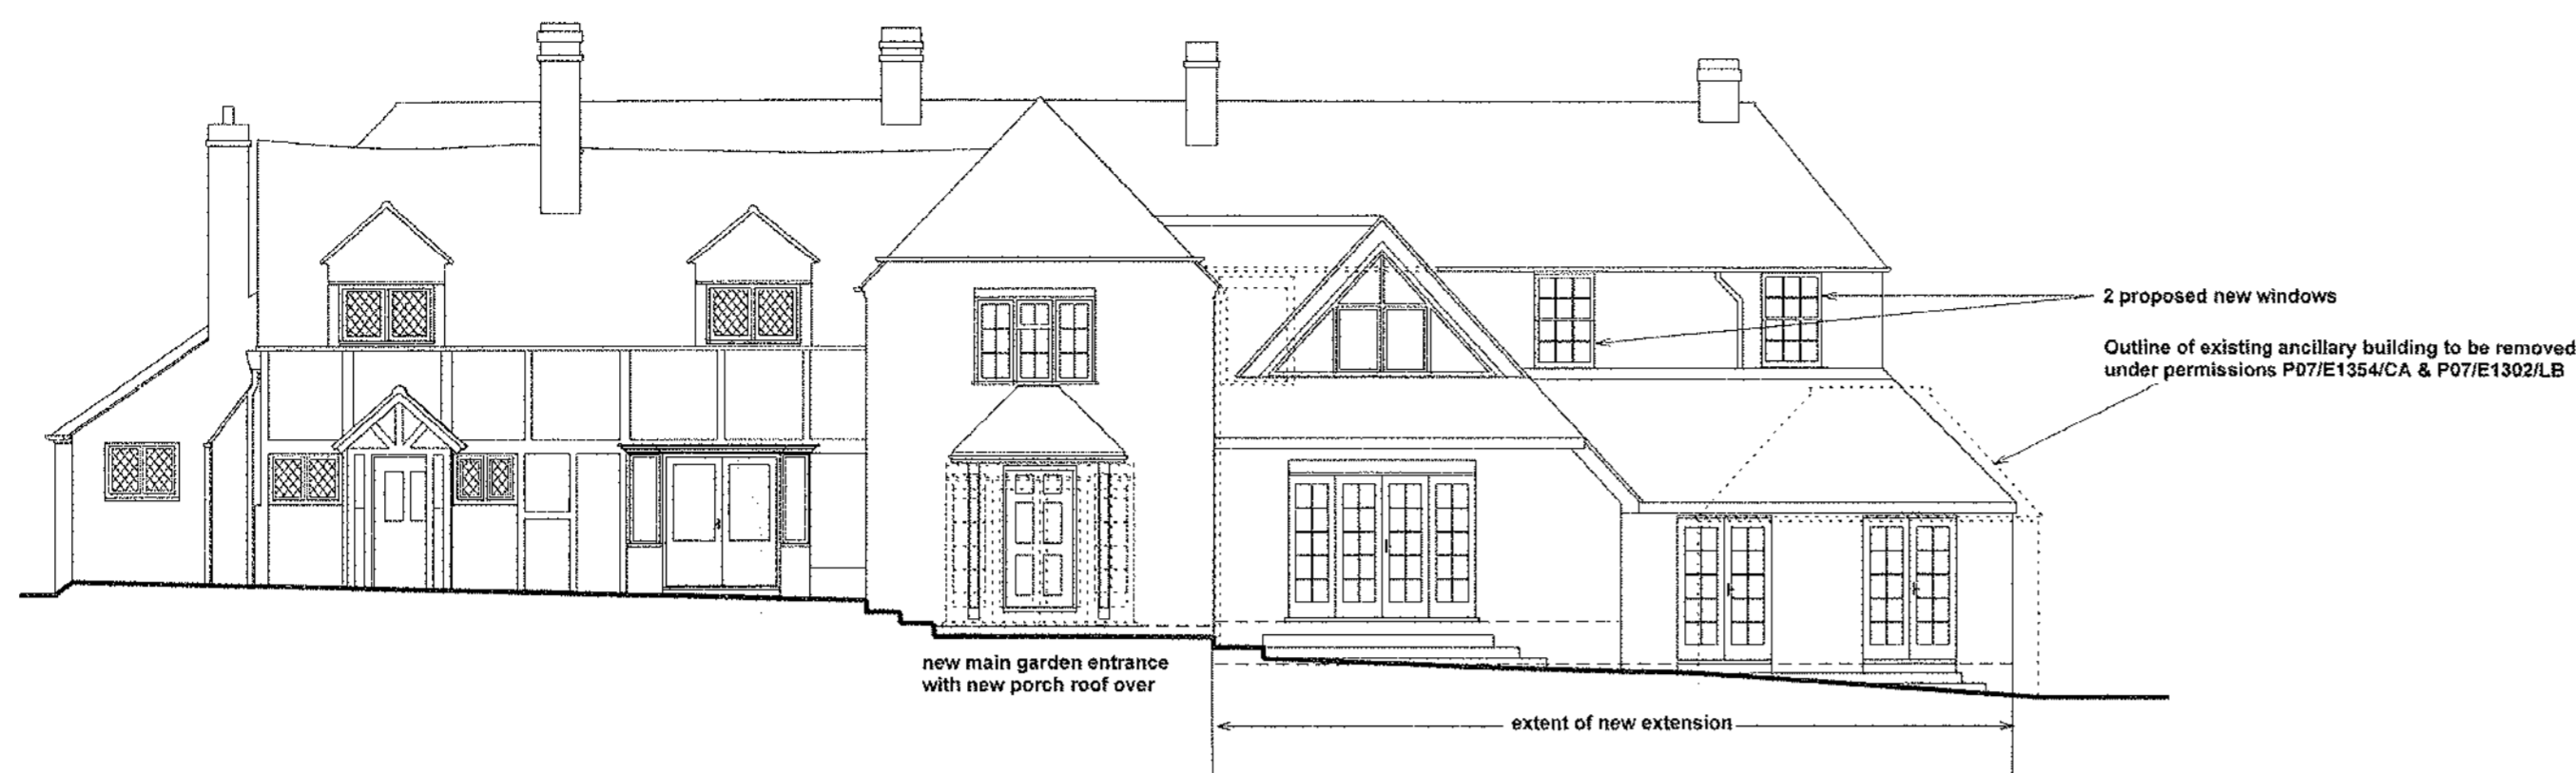 2 proposed new windows
Outline of existing ancillary building to be removed
under permissions P07/E1354/CA & P07/E1302/LB
new main garden entrance
with new porch roof over
extent of new extension